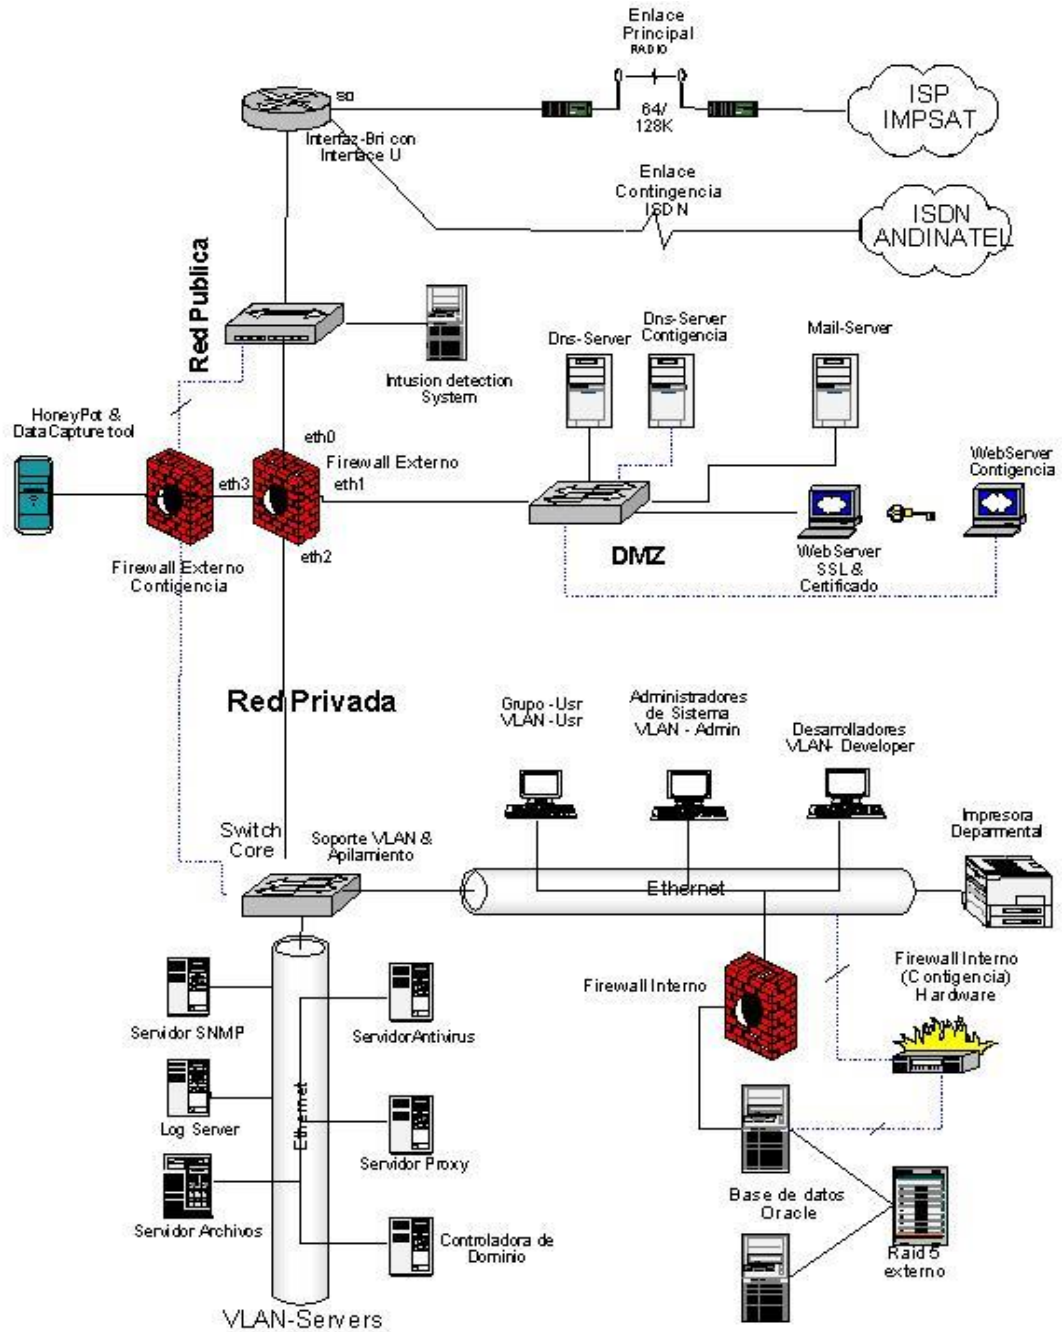 Enlace
Principal
RADIO
S0
64/
128K
ISP
IMPSAT
Interfaz-Bri con
Interface U
Enlace
Contingencia
ISDN
ISDN
ANDINATEL
Red Publica
Intusion detection
System
Dns-Server
Dns-Server
Contigencia
Mail-Server
HoneyPot &
DataCapture tool
eth0
Firewall Externo
eth1
eth3
eth2
Firewall Externo
Contigencia
DMZ
WebServer
SSL &
Certificado
WebServer
Contigencia
Red Privada
Grupo -Usr
VLAN -Usr
Administradores
de Sistema
VLAN - Admin
Desarrolladores
VLAN- Developer
Switch
Core
Soporte VLAN &
Apilamiento
Ethernet
Impresora
Deparmental
Firewall Interno
Firewall Interno
(Contigencia)
Hardware
Servidor SNMP
ServidorAntivirus
Log Server
Ethernet
Servidor Proxy
Servidor Archivos
Controladora de
Dominio
Base de datos
Oracle
Raid 5
externo
VLAN-Servers